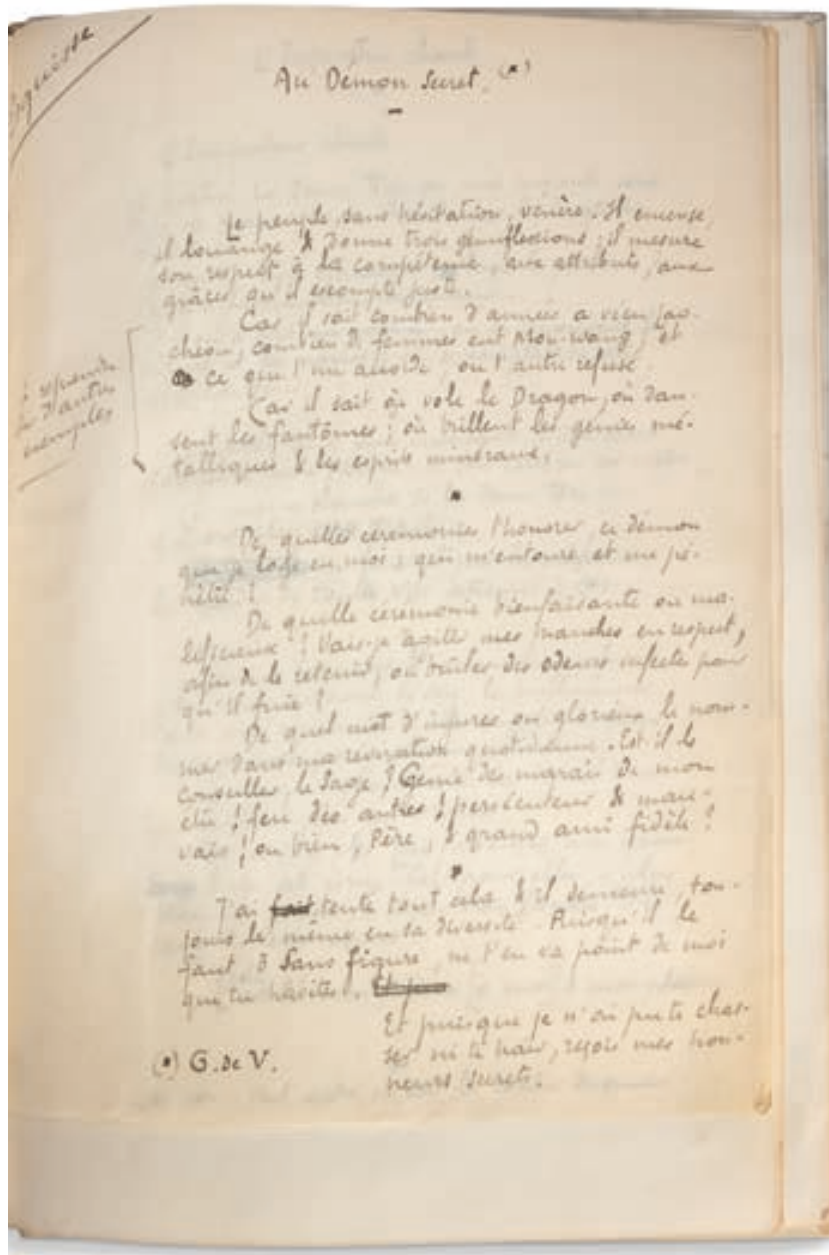 Esquisse
Au Démon Secret. (*)
Le peuple, sans hésitation, vénère. Il encense,
il louange & donne trois génuflexions ; il mesure
son respect à la compétence, aux attributs, aux
grâces qu'il escompte juste.
Car il sait combien d'années a vécu
combien de femmes eut Mou-wang, et
ce que l'un accorde ou l'autre refuse.
à reprendre
d'autres
exemples
Car il sait où vole le Dragon, où dan-
sent les fantômes ; où brillent les génies mé-
talliques & les esprits minéraux.
*
De quelles cérémonies l'honorer, ce démon
que je loge en moi, qui m'entoure et me pé-
nètre ?
De quelle cérémonie bienfaisante ou ma-
léficieuse ? Vais-je agiter mes manches en respect,
afin de le retenir, ou brûler des odeurs infectes pour
qu'il fuie ?
De quel mot d'injures ou glorieux le nom-
mer dans ma vénération quotidienne. Est-il le
conseiller, le Sage ? Génie des marais de mon
feu des autres ? persécuteur & mau-
vais ? ou bien, Père, & grand ami fidèle ?
*
J'ai fait tenté tout cela & il demeure, tou-
jours le même en sa diversité. Puisqu'il le
faut, ô Sans figure, ne t'en va point de moi
que tu habites.
Et puisque je n'ai pu te chas-
ser ni te haïr, reçois mes hon-
neurs secrets.
(*) G. de V.